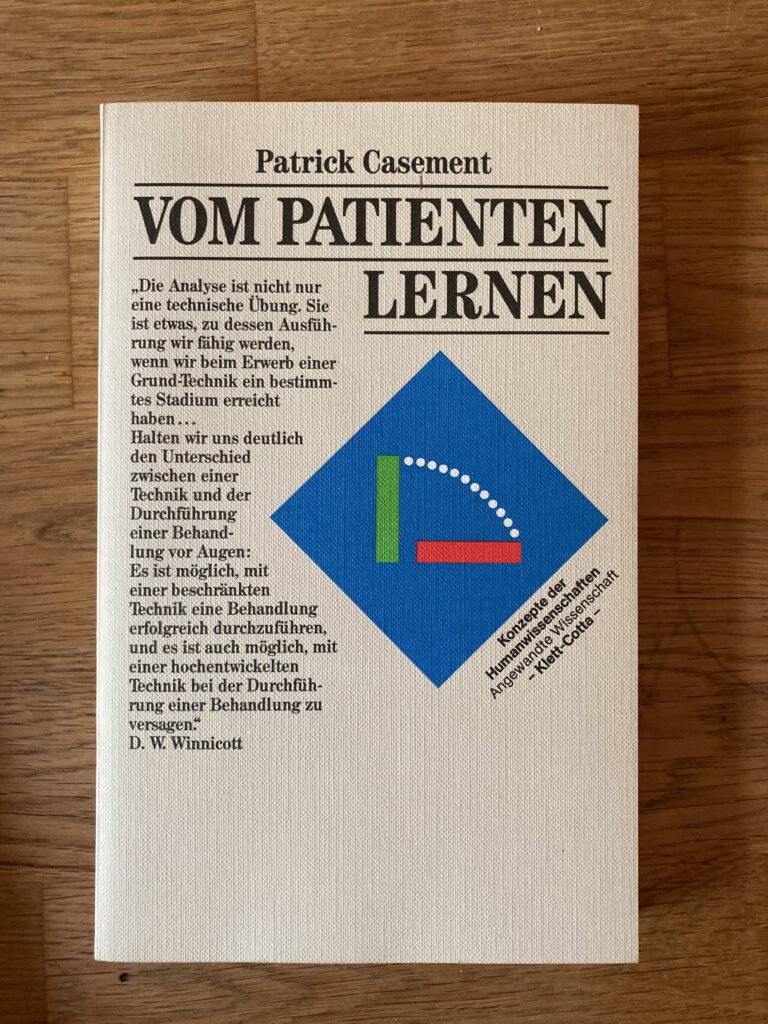 Patrick Casement
VOM PATIENTEN
LERNEN
„Die Analyse ist nicht nur
eine technische Übung. Sie
ist etwas, zu dessen Ausfüh-
rung wir fähig werden,
wenn wir beim Erwerb einer
Grund-Technik ein bestimm-
tes Stadium erreicht
haben . . .
Halten wir uns deutlich
den Unterschied
zwischen einer
Technik und der
Durchführung
einer Behand-
lung vor Augen:
Es ist möglich, mit
einer beschränkten
Technik eine Behandlung
erfolgreich durchzuführen,
und es ist auch möglich, mit
einer hochentwickelten
Technik bei der Durchfüh-
rung einer Behandlung zu
versagen.“
D. W. Winnicott
Konzepte der
Humanwissenschaften
Angewandte Wissenschaft
– Klett-Cotta –